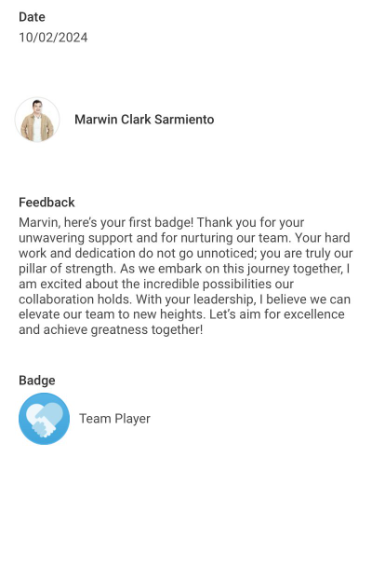 Date
10/02/2024
Marwin Clark Sarmiento
Feedback
Marvin, here’s your first badge! Thank you for your
unwavering support and for nurturing our team. Your hard
work and dedication do not go unnoticed; you are truly our
pillar of strength. As we embark on this journey together, I
am excited about the incredible possibilities our
collaboration holds. With your leadership, I believe we can
elevate our team to new heights. Let’s aim for excellence
and achieve greatness together!
Badge
Team Player